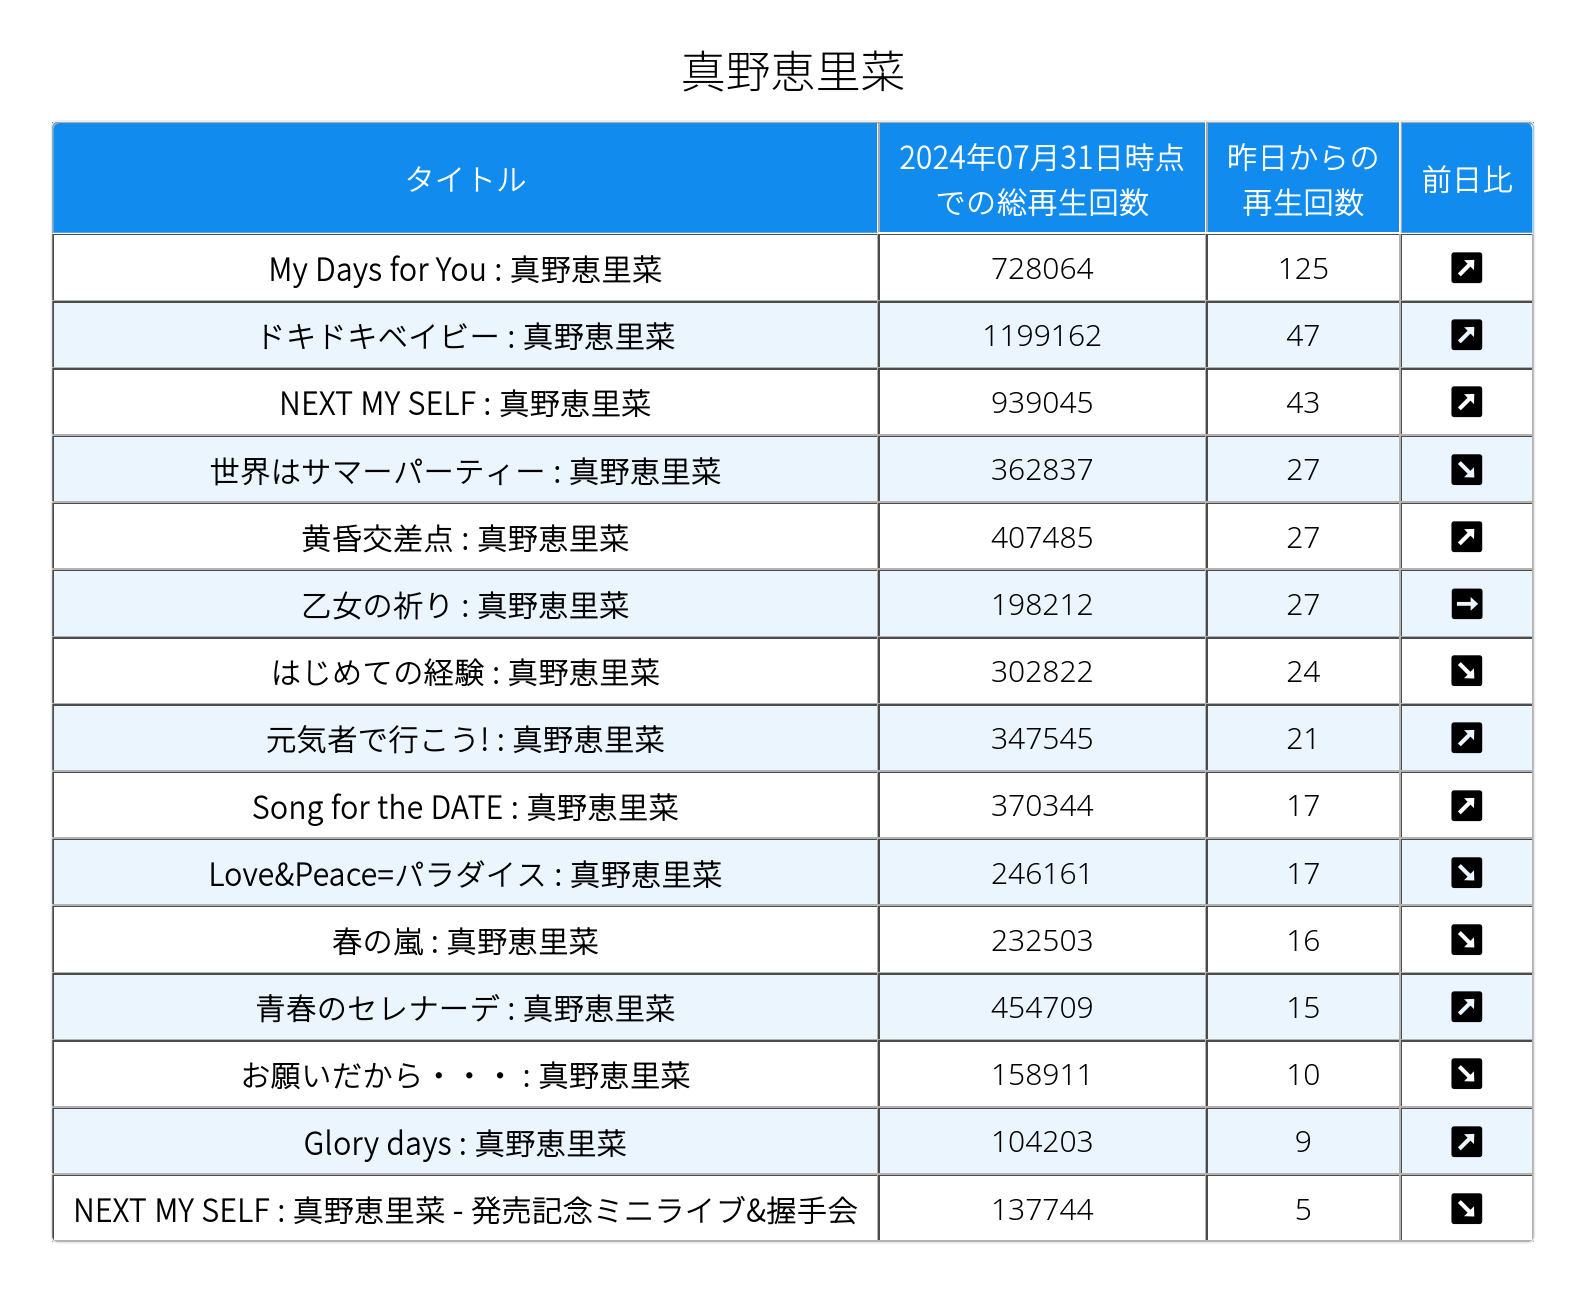 真野恵里菜
タイトル
2024年07月31日時点
での総再生回数
昨日からの
再生回数
前日比
My Days for You : 真野恵里菜 728064 125 ↗
ドキドキベイビー : 真野恵里菜 1199162 47 ↗
NEXT MY SELF : 真野恵里菜 939045 43 ↗
世界はサマーパーティー : 真野恵里菜 362837 27 ↘
黄昏交差点 : 真野恵里菜 407485 27 ↗
乙女の祈り : 真野恵里菜 198212 27 →
はじめての経験 : 真野恵里菜 302822 24 ↘
元気者で行こう! : 真野恵里菜 347545 21 ↗
Song for the DATE : 真野恵里菜 370344 17 ↗
Love&Peace=パラダイス : 真野恵里菜 246161 17 ↘
春の嵐 : 真野恵里菜 232503 16 ↘
青春のセレナーデ : 真野恵里菜 454709 15 ↗
お願いだから・・・ : 真野恵里菜 158911 10 ↘
Glory days : 真野恵里菜 104203 9 ↗
NEXT MY SELF : 真野恵里菜 - 発売記念ミニライブ&握手会 137744 5 ↘